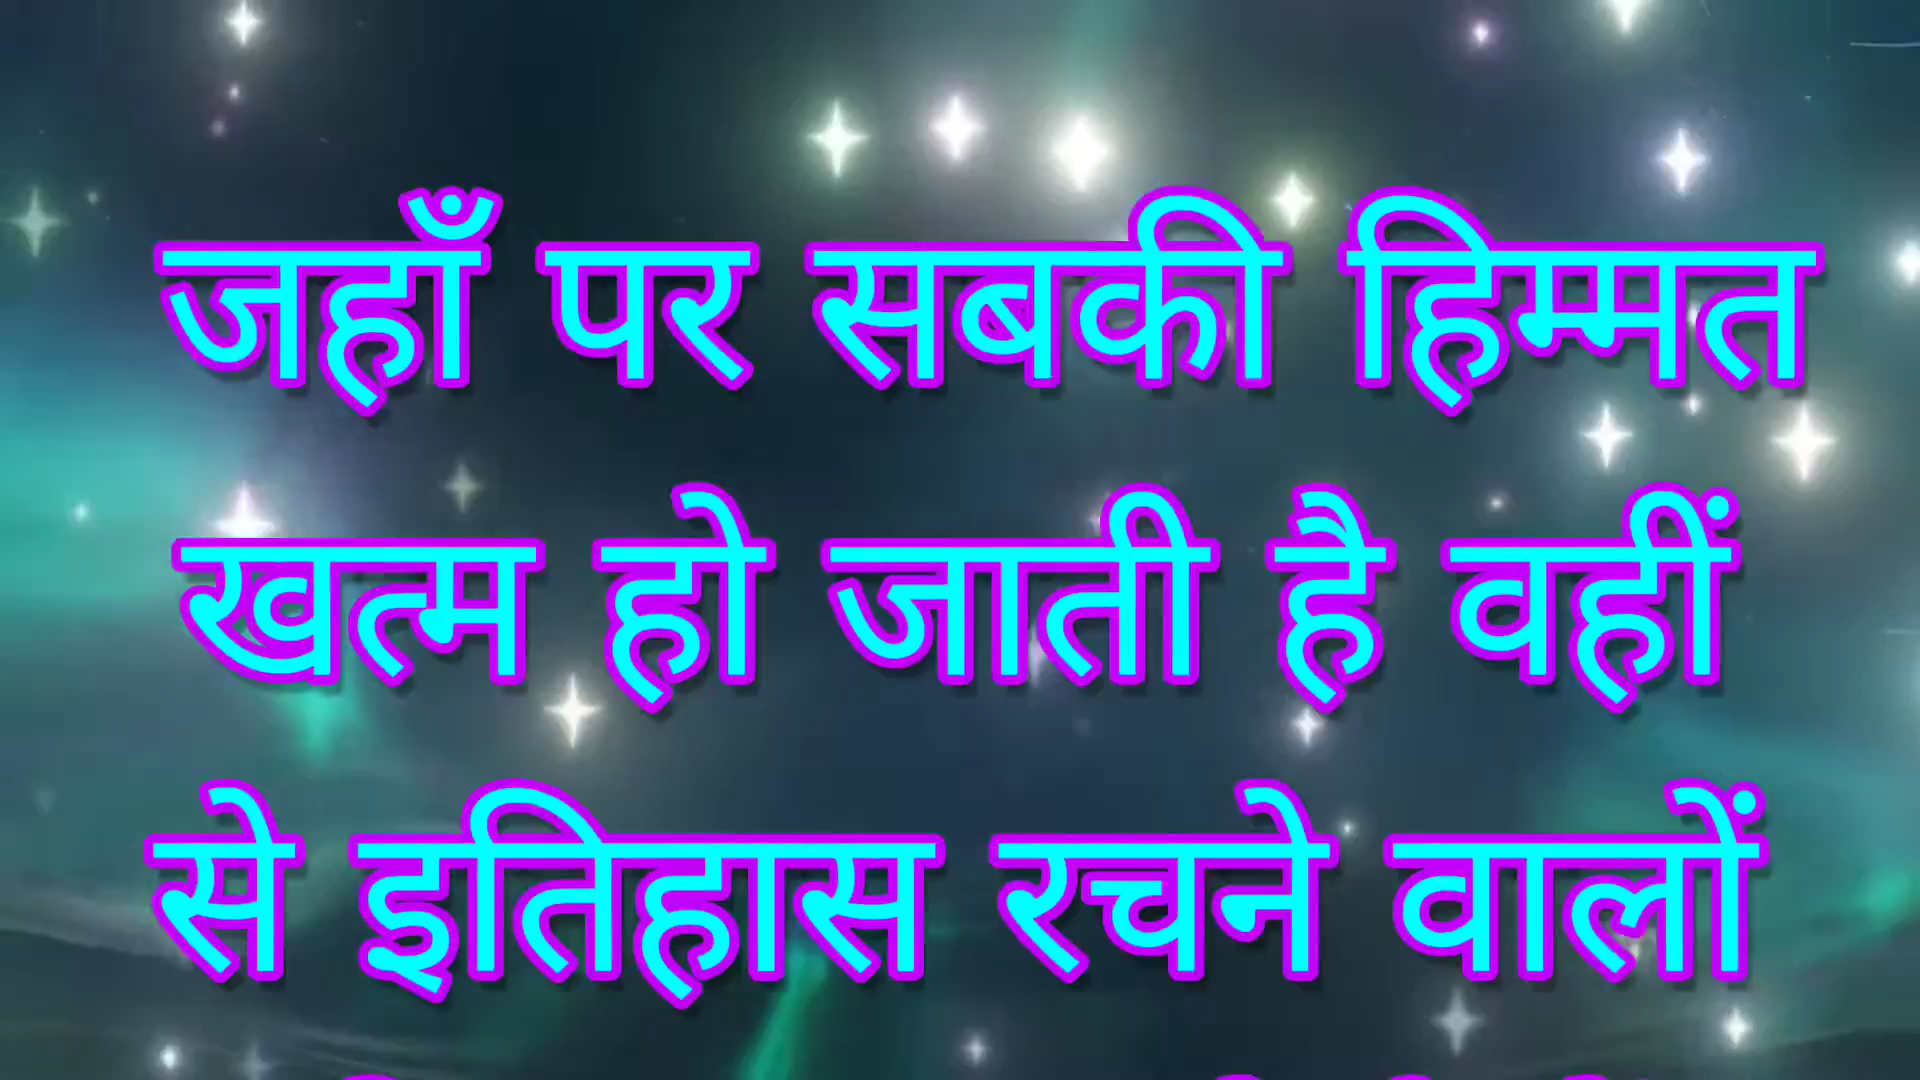 जहाँ पर सबकी हिम्मत
खत्म हो जाती है वहीं
से इतिहास रचने वालों